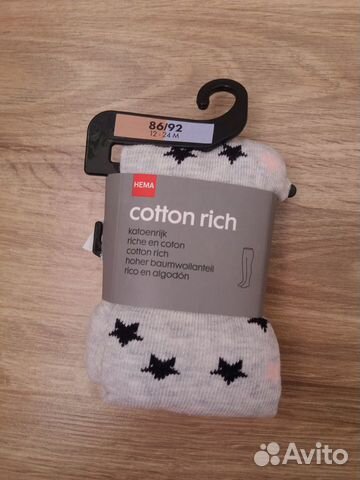 86/92
12-24 M
HEMA
cotton rich
katoenrijk
riche en coton
cotton rich
hoher baumwollanteil
rico en algodón
Avito